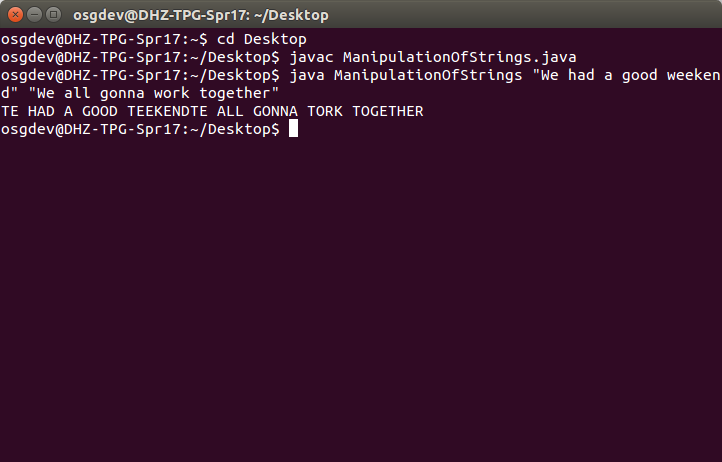 osgdev@DHZ-TPG-Spr17: ~/Desktop
osgdev@DHZ-TPG-Spr17:~$ cd Desktop
osgdev@DHZ-TPG-Spr17:~/Desktop$ javac ManipulationOfStrings.java
osgdev@DHZ-TPG-Spr17:~/Desktop$ java ManipulationOfStrings "We had a good weeken
d" "We all gonna work together"
TE HAD A GOOD TEEKENDTE ALL GONNA TORK TOGETHER
osgdev@DHZ-TPG-Spr17:~/Desktop$